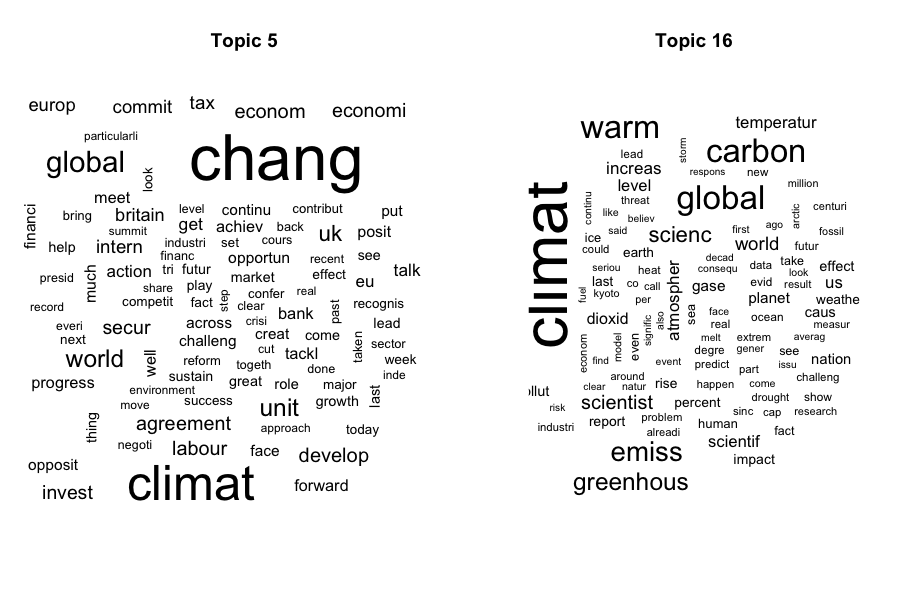 Topic 5
europ commit tax econom economi
particularli
global look chang
meet
financi bring britain level continu contribut put
summit get achiev back uk posit
help intern industri set cours
financ opportun recent see
presid much action tri futur market effect eu talk
share play confer real
record competit fact step clear past recognis
everi secur across crisi bank lead
next challeng creat come taken sector
world well reform cut tackl week
progress sustain togeth done inde
environment great role major last
move success unit growth
thing agreement approach today
negoti labour face develop
opposit
invest climat forward
Topic 16
warm temperatur
lead storm carbon
increas respons new
level global million
climat continu threat arctic centuri
like believ
said scienc first ago fossil
ice world futur
could earth decad take effect
seriou heat atmospher consequ data look
last co gase evid result us
fuel kyoto call planet weathe
per sea caus
dioxid signific also face ocean measur
real
econom model even melt extrem averag
degre gener see
find event predict part issu nation
around challeng
ollut clear natur rise happen come
drought show
risk scientist percent sinc cap research
industri report problem human
alreadi scientif fact
emiss impact
greenhous